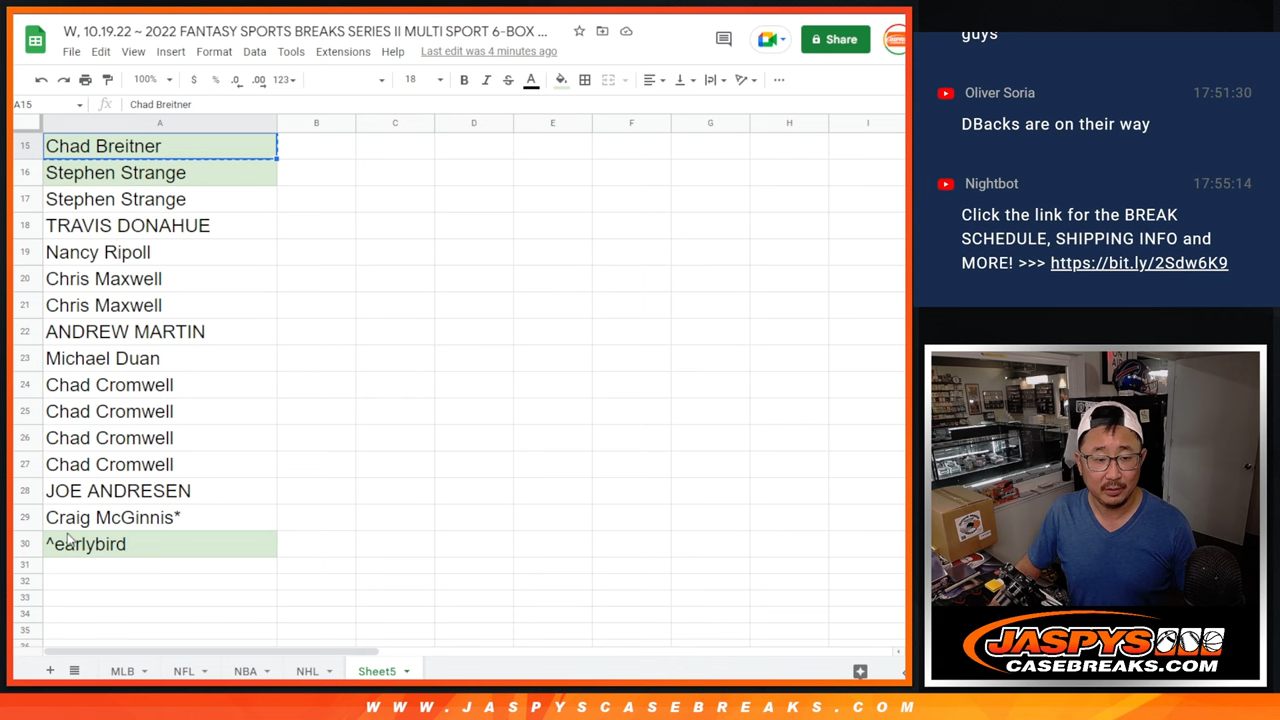 W, 10.19.22 ~ 2022 FANTASY SPORTS BREAKS SERIES II MULTI SPORT 6-BOX ...
File Edit View Insert Format Data Tools Extensions Help Last edit was 4 minutes ago
Share
100% $ % .0 .00 123 18 B I S A
A15 fx Chad Breitner
A B C D E F G H I
15 Chad Breitner
16 Stephen Strange
17 Stephen Strange
18 TRAVIS DONAHUE
19 Nancy Ripoll
20 Chris Maxwell
21 Chris Maxwell
22 ANDREW MARTIN
23 Michael Duan
24 Chad Cromwell
25 Chad Cromwell
26 Chad Cromwell
27 Chad Cromwell
28 JOE ANDRESEN
29 Craig McGinnis*
30 ^earlybird
31
32
33
34
35
+ MLB NFL NBA NHL Sheet5
guys
Oliver Soria 17:51:30
DBacks are on their way
Nightbot 17:55:14
Click the link for the BREAK
SCHEDULE, SHIPPING INFO and
MORE! >>> https://bit.ly/2Sdw6K9
JASPYS
CASEBREAKS.COM
WWW.JASPYSCASEBREAKS.COM